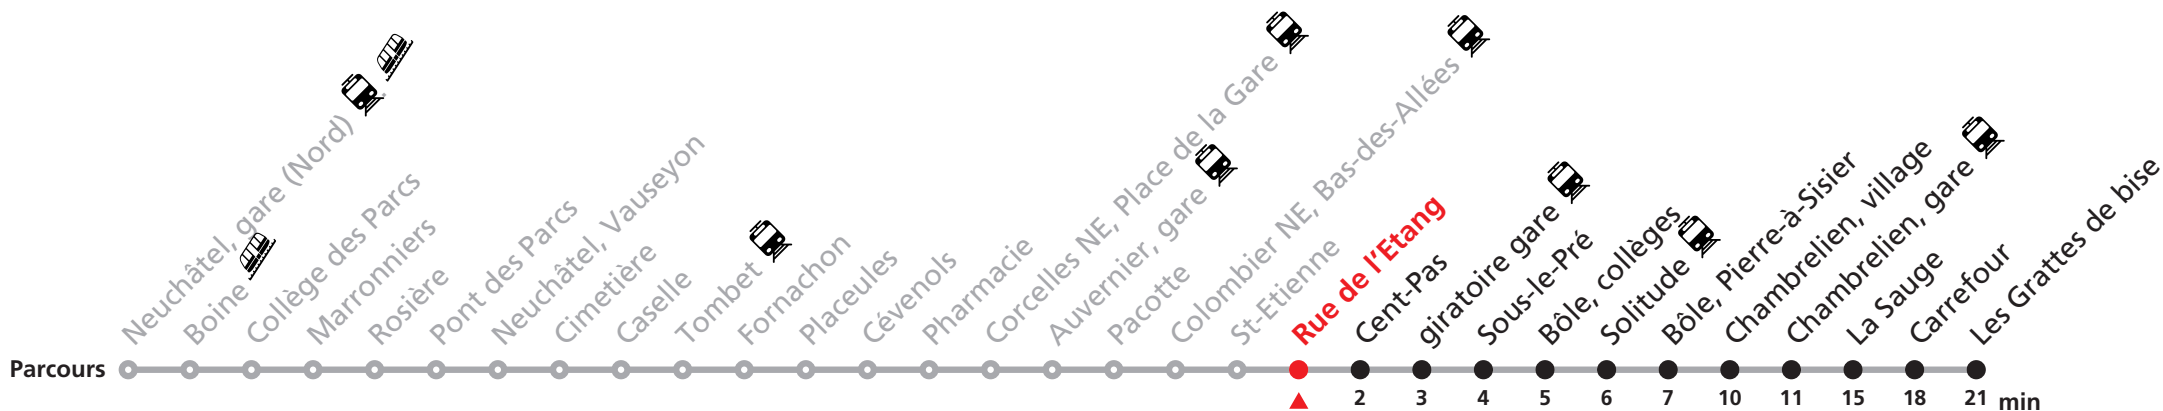 Neuchâtel, gare (Nord)
Boine
Collège des Parcs
Marronniers
Rosière
Pont des Parcs
Neuchâtel, Vauseyon
Cimetière
Caselle
Tombet
Fornachon
Placeules
Cévenols
Pharmacie
Corcelles NE, Place de la Gare
Auvernier, gare
Pacotte
Colombier NE, Bas-des-Allées
St-Etienne
Rue de l'Etang
Cent-Pas
giratoire gare
Sous-le-Pré
Bôle, collèges
Solitude
Bôle, Pierre-à-Sisier
Chambrelien, village
Chambrelien, gare
La Sauge
Carrefour
Les Grattes de bise
Parcours
2 3 4 5 6 7 10 11 15 18 21 min